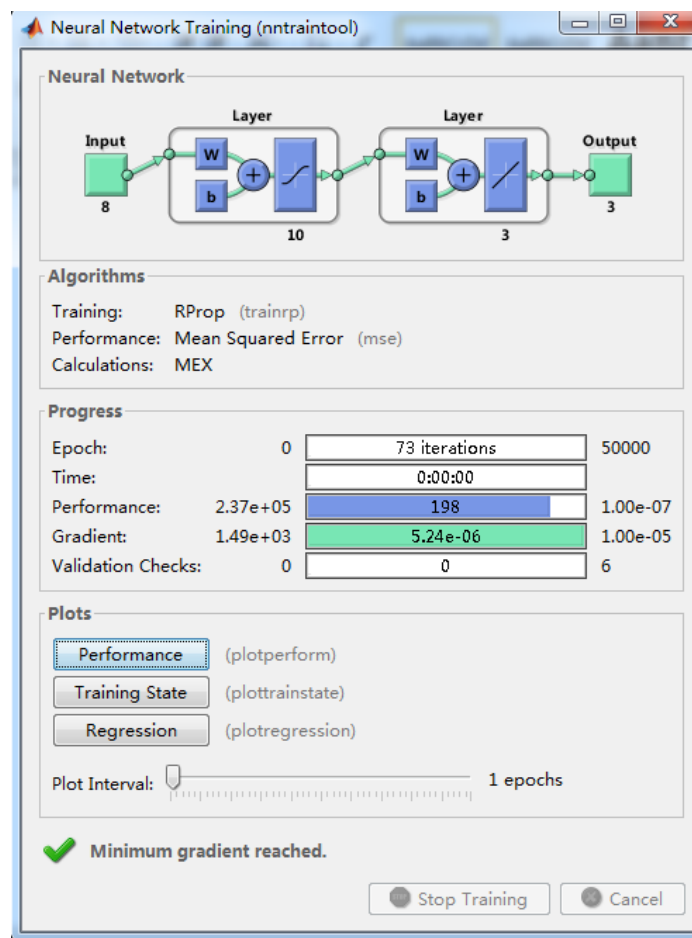 Neural Network Training (nntraintool)
Neural Network
Layer Layer
Input Output
W W
+ +
b b
8 3
10 3
Algorithms
Training: RProp (trainrp)
Performance: Mean Squared Error (mse)
Calculations: MEX
Progress
Epoch: 0 73 iterations 50000
Time: 0:00:00
Performance: 2.37e+05 198 1.00e-07
Gradient: 1.49e+03 5.24e-06 1.00e-05
Validation Checks: 0 0 6
Plots
Performance (plotperform)
Training State (plottrainstate)
Regression (plotregression)
Plot Interval: 1 epochs
Minimum gradient reached.
Stop Training Cancel